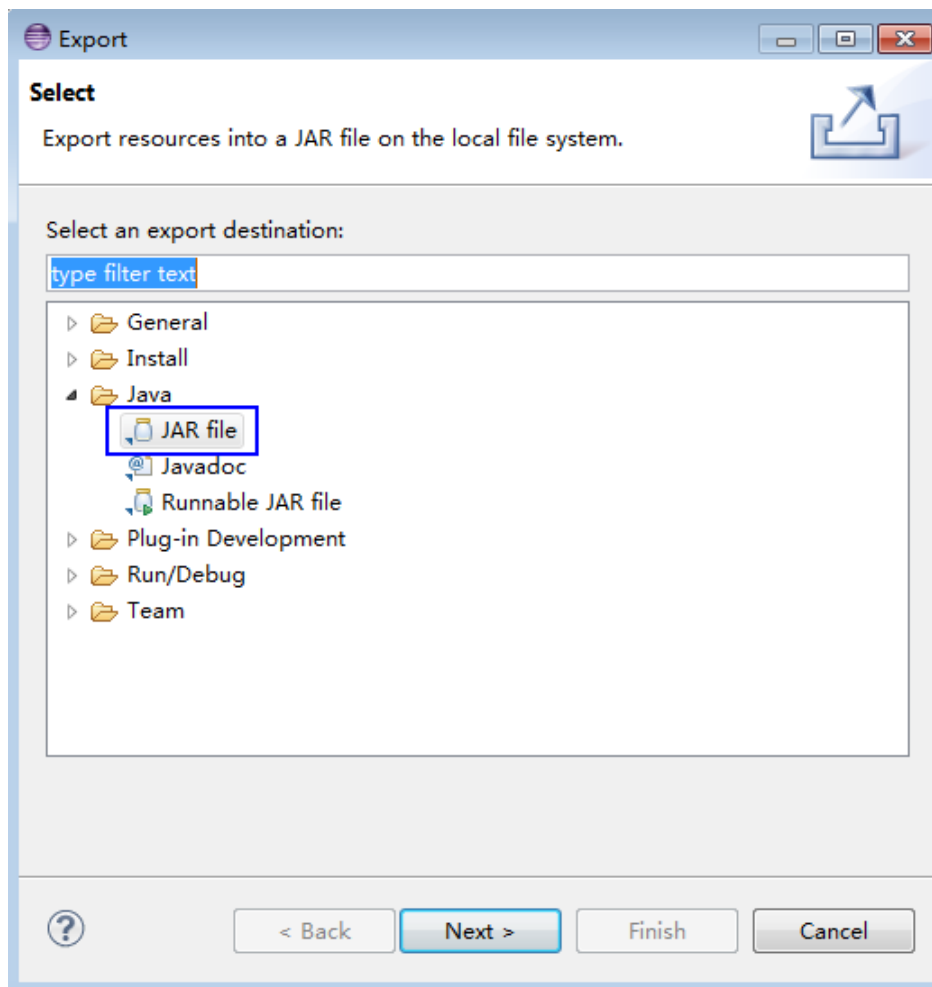 Export
Select
Export resources into a JAR file on the local file system.
Select an export destination:
type filter text
General
Install
Java
JAR file
Javadoc
Runnable JAR file
Plug-in Development
Run/Debug
Team
? < Back Next > Finish Cancel